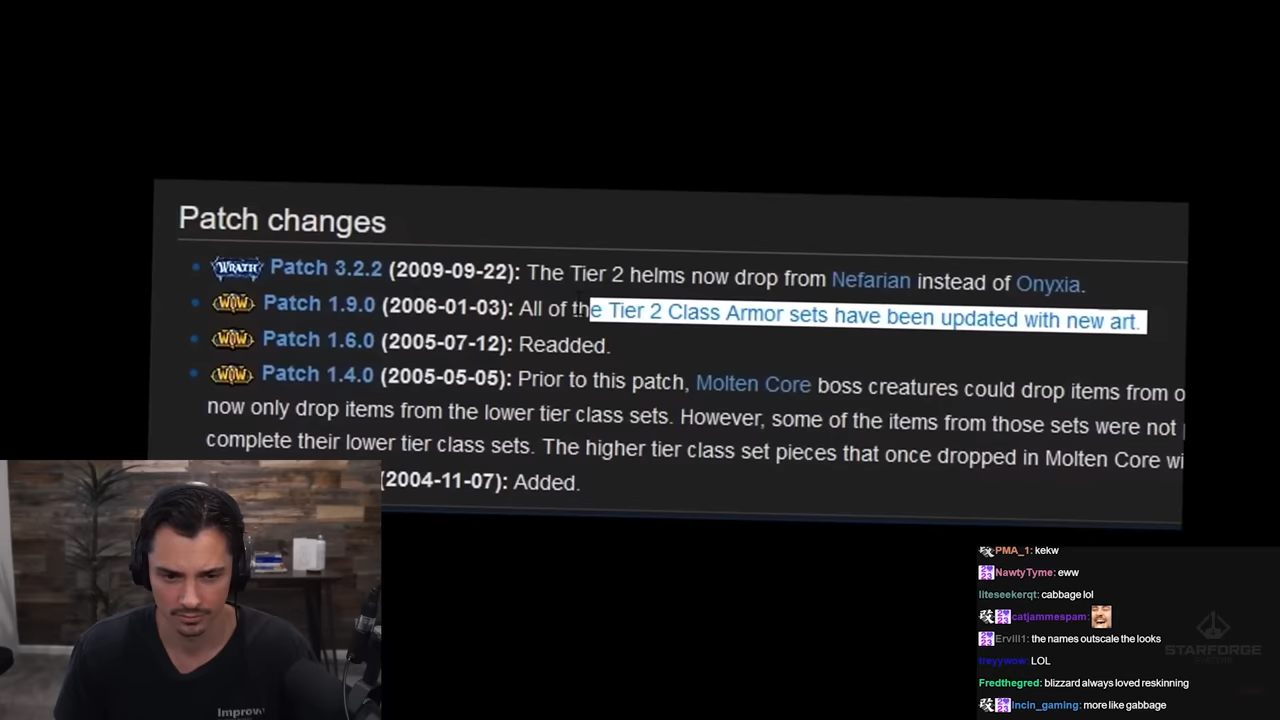 Patch changes
WRATH Patch 3.2.2 (2009-09-22): The Tier 2 helms now drop from Nefarian instead of Onyxia.
WOW Patch 1.9.0 (2006-01-03): All of the Tier 2 Class Armor sets have been updated with new art.
WOW Patch 1.6.0 (2005-07-12): Readded.
WOW Patch 1.4.0 (2005-05-05): Prior to this patch, Molten Core boss creatures could drop items from o
now only drop items from the lower tier class sets. However, some of the items from those sets were not
complete their lower tier class sets. The higher tier class set pieces that once dropped in Molten Core wi
(2004-11-07): Added.
PMA_1: kekw
NawtyTyme: eww
liteseekerqt: cabbage lol
catjammespam:
Ervill1: the names outscale the looks
treyywow: LOL
Fredthegred: blizzard always loved reskinning
Incin_gaming: more like gabbage
STARFORGE
SYSTEMS
Improve